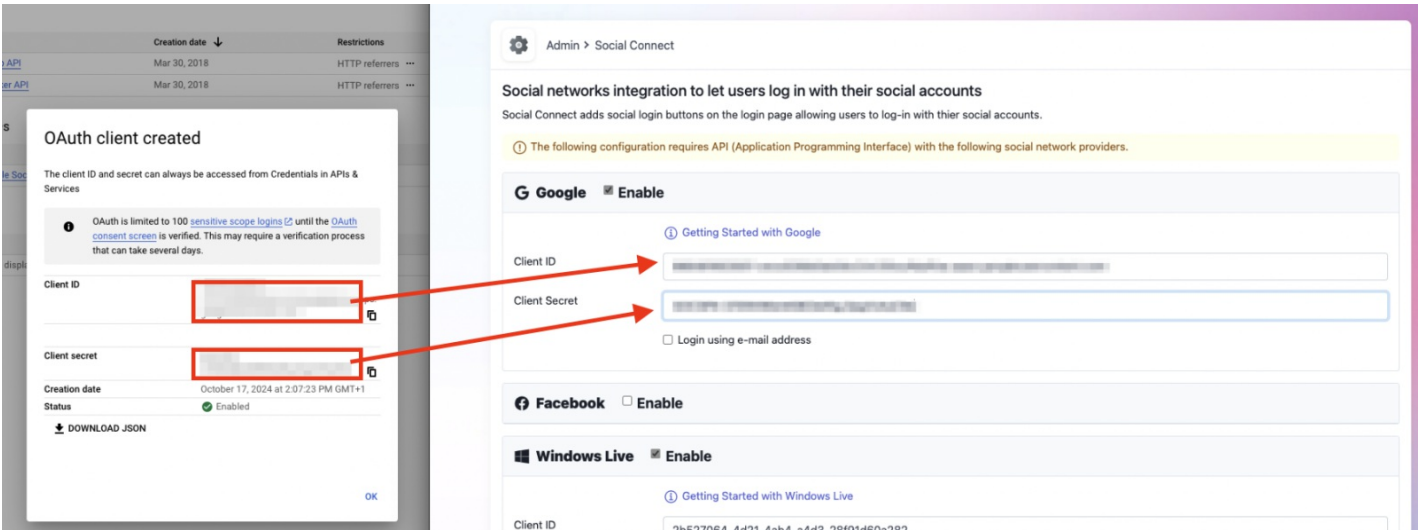 Creation date
Restrictions
API
Mar 30, 2018
HTTP referrers
er API
Mar 30, 2018
HTTP referrers
s
le Soc
displa
OAuth client created
The client ID and secret can always be accessed from Credentials in APIs &
Services
OAuth is limited to 100 sensitive scope logins until the OAuth
consent screen is verified. This may require a verification process
that can take several days.
Client ID
Client secret
Creation date October 17, 2024 at 2:07:23 PM GMT+1
Status Enabled
DOWNLOAD JSON
OK
Admin > Social Connect
Social networks integration to let users log in with their social accounts
Social Connect adds social login buttons on the login page allowing users to log-in with thier social accounts.
The following configuration requires API (Application Programming Interface) with the following social network providers.
Google Enable
Getting Started with Google
Client ID
Client Secret
Login using e-mail address
Facebook Enable
Windows Live Enable
Getting Started with Windows Live
Client ID